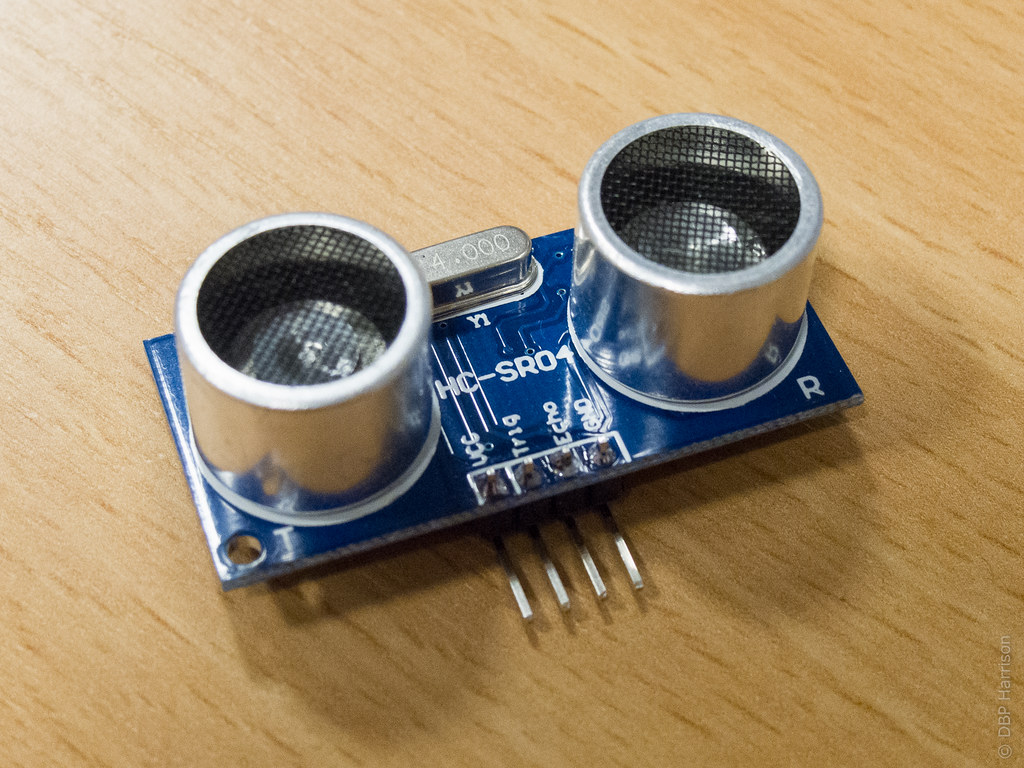 4.000
Y1
HC-SR04
Vcc
Trig
Echo
GND
T
R
© DBP Harrison